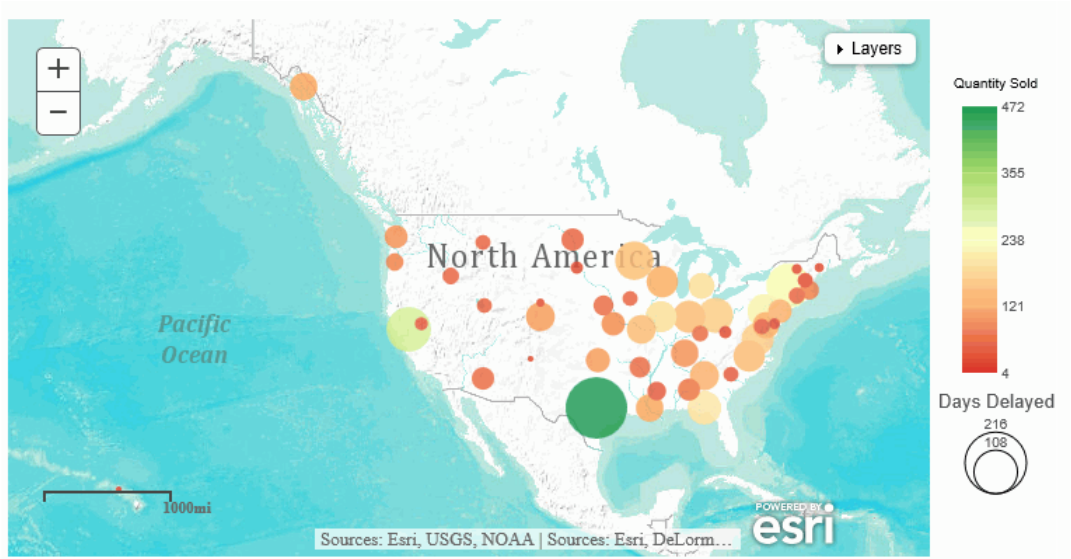 +
−
Layers
North America
Pacific
Ocean
1000mi
Sources: Esri, USGS, NOAA | Sources: Esri, DeLorm...
POWERED BY
esri
Quantity Sold
472
355
238
121
4
Days Delayed
216
108